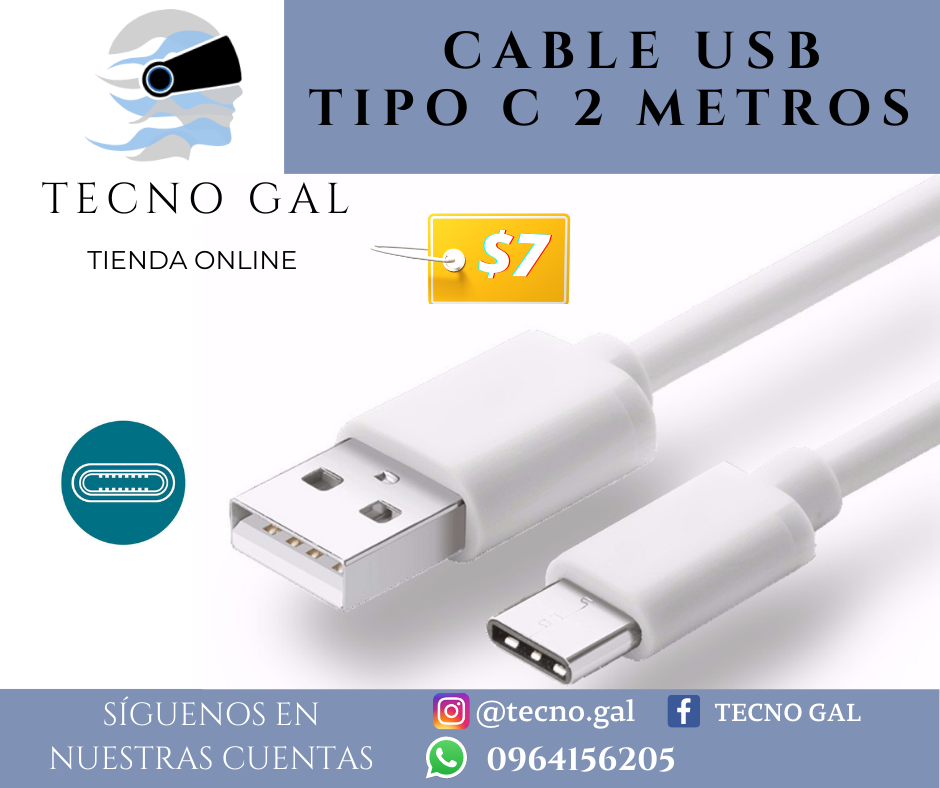 CABLE USB
TIPO C 2 METROS
TECNO GAL
TIENDA ONLINE
$7
SÍGUENOS EN
NUESTRAS CUENTAS
@tecno.gal
TECNO GAL
0964156205